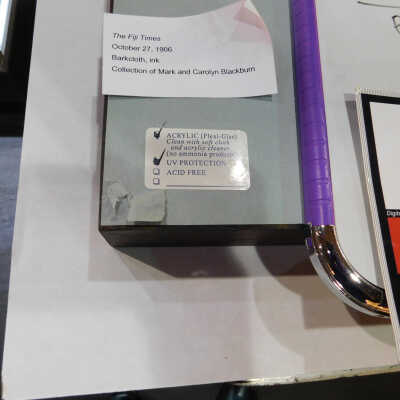 The Fiji Times
October 27, 1906
Barkcloth, ink
Collection of Mark and Carolyn Blackburn
ACRYLIC (Plexi-Glas)
Clean with soft cloth
and acrylic cleaner
(no ammonia products)
UV PROTECTION
ACID FREE